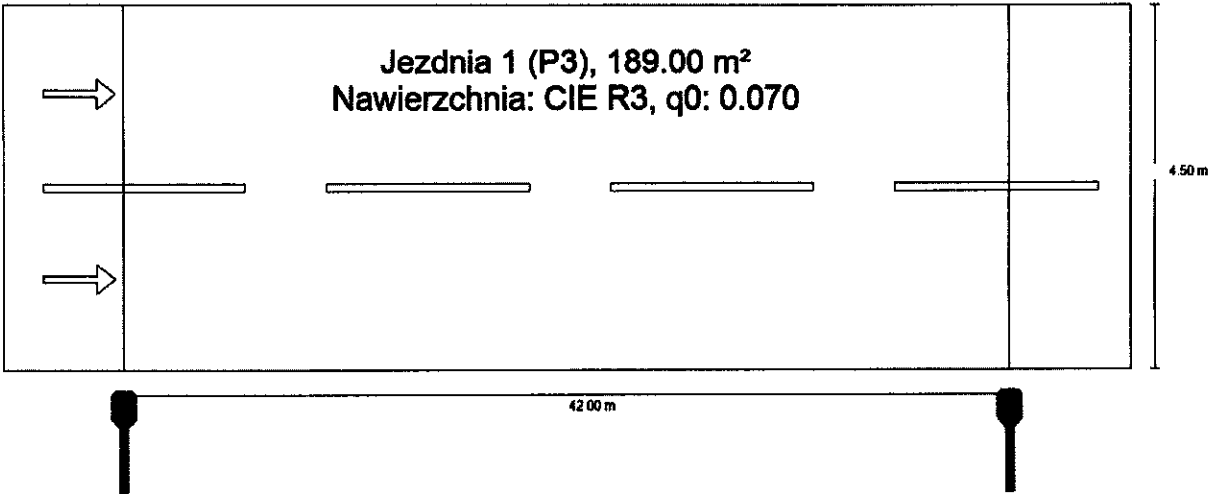 Jezdnia 1 (P3), 189.00 m²
Nawierzchnia: CIE R3, q0: 0.070
4.50 m
42.00 m